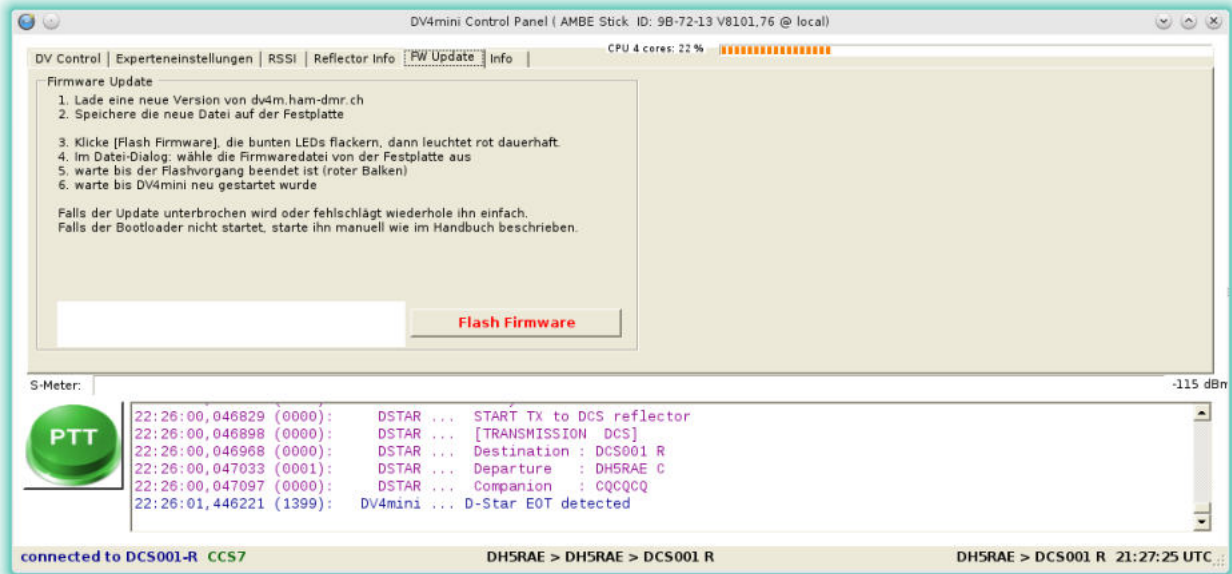 DV4mini Control Panel ( AMBE Stick ID: 9B-72-13 V8101,76 @ local)
CPU 4 cores: 22 %
DV Control | Experteneinstellungen | RSSI | Reflector Info | FW Update | Info |
Firmware Update
1. Lade eine neue Version von dv4m.ham-dmr.ch
2. Speichere die neue Datei auf der Festplatte
3. Klicke [Flash Firmware], die bunten LEDs flackern, dann leuchtet rot dauerhaft.
4. Im Datei-Dialog: wähle die Firmwaredatei von der Festplatte aus
5. warte bis der Flashvorgang beendet ist (roter Balken)
6. warte bis DV4mini neu gestartet wurde
Falls der Update unterbrochen wird oder fehlschlägt wiederhole ihn einfach.
Falls der Bootloader nicht startet, starte ihn manuell wie im Handbuch beschrieben.
Flash Firmware
S-Meter: -115 dBm
PTT
22:26:00,046829 (0000): DSTAR ... START TX to DCS reflector
22:26:00,046898 (0000): DSTAR ... [TRANSMISSION DCS]
22:26:00,046968 (0000): DSTAR ... Destination : DCS001 R
22:26:00,047033 (0001): DSTAR ... Departure : DH5RAE C
22:26:00,047097 (0000): DSTAR ... Companion : CQCQCQ
22:26:01,446221 (1399): DV4mini ... D-Star EOT detected
connected to DCS001-R CCS7 DH5RAE > DH5RAE > DCS001 R DH5RAE > DCS001 R 21:27:25 UTC